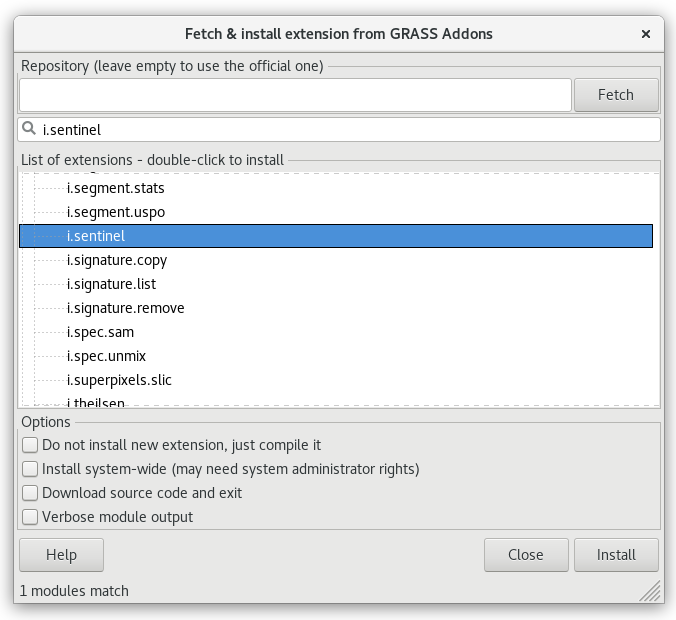 Fetch & install extension from GRASS Addons
Repository (leave empty to use the official one)
Fetch
i.sentinel
List of extensions - double-click to install
i.segment.stats
i.segment.uspo
i.sentinel
i.signature.copy
i.signature.list
i.signature.remove
i.spec.sam
i.spec.unmix
i.superpixels.slic
i.theilsen
Options
Do not install new extension, just compile it
Install system-wide (may need system administrator rights)
Download source code and exit
Verbose module output
Help Close Install
1 modules match